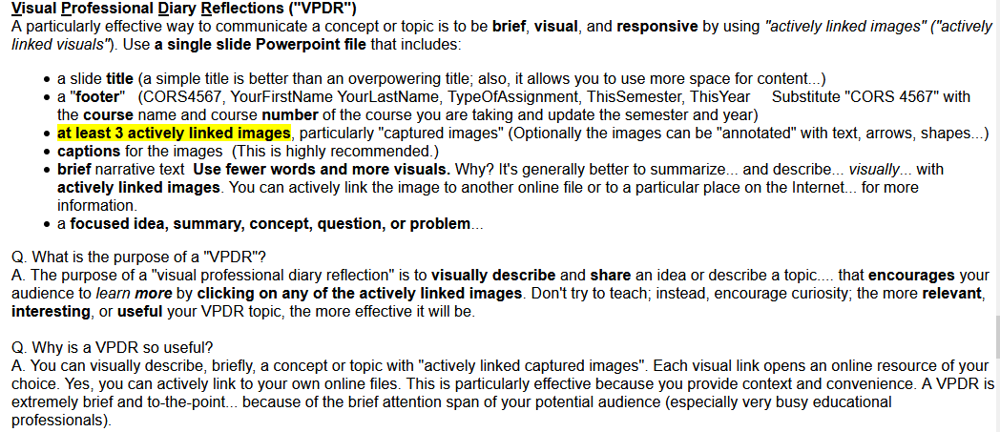 Visual Professional Diary Reflections ("VPDR")
A particularly effective way to communicate a concept or topic is to be brief, visual, and responsive by using "actively linked images" ("actively
linked visuals"). Use a single slide Powerpoint file that includes:
• a slide title (a simple title is better than an overpowering title; also, it allows you to use more space for content...)
• a "footer" (CORS4567, YourFirstName YourLastName, TypeOfAssignment, ThisSemester, ThisYear Substitute "CORS 4567" with
the course name and course number of the course you are taking and update the semester and year)
• at least 3 actively linked images, particularly "captured images" (Optionally the images can be "annotated" with text, arrows, shapes...)
• captions for the images (This is highly recommended.)
• brief narrative text Use fewer words and more visuals. Why? It's generally better to summarize... and describe... visually... with
actively linked images. You can actively link the image to another online file or to a particular place on the Internet... for more
information.
• a focused idea, summary, concept, question, or problem...
Q. What is the purpose of a "VPDR"?
A. The purpose of a "visual professional diary reflection" is to visually describe and share an idea or describe a topic.... that encourages your
audience to learn more by clicking on any of the actively linked images. Don't try to teach; instead, encourage curiosity; the more relevant,
interesting, or useful your VPDR topic, the more effective it will be.
Q. Why is a VPDR so useful?
A. You can visually describe, briefly, a concept or topic with "actively linked captured images". Each visual link opens an online resource of your
choice. Yes, you can actively link to your own online files. This is particularly effective because you provide context and convenience. A VPDR is
extremely brief and to-the-point... because of the brief attention span of your potential audience (especially very busy educational
professionals).